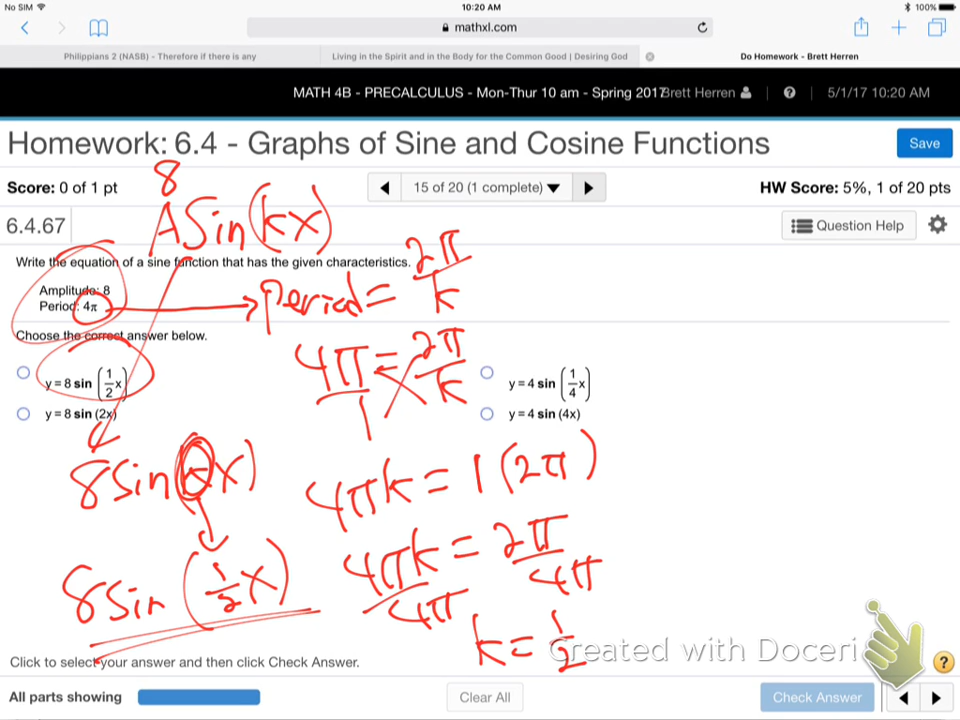 No SIM 10:20 AM 100%
mathxl.com
Philippians 2 (NASB) - Therefore if there is any Living in the Spirit and in the Body for the Common Good | Desiring God Do Homework - Brett Herren
MATH 4B - PRECALCULUS - Mon-Thur 10 am - Spring 2017 Brett Herren ? 5/1/17 10:20 AM
Homework: 6.4 - Graphs of Sine and Cosine Functions Save
Score: 0 of 1 pt 15 of 20 (1 complete) HW Score: 5%, 1 of 20 pts
8
6.4.67 Question Help
ASin(kx)
Write the equation of a sine function that has the given characteristics.
Amplitude: 8
Period: 4π
period = 2π/k
Choose the correct answer below.
4π/1 = 2π/k
y = 8 sin (1/2 x) y = 4 sin (1/4 x)
y = 8 sin (2x) y = 4 sin (4x)
8sin(kx) 4πk = 1(2π)
4πk/4π = 2π/4π
8sin(1/2 x)
k = 1/2
Created with Doceri
Click to select your answer and then click Check Answer. ?
All parts showing Clear All Check Answer